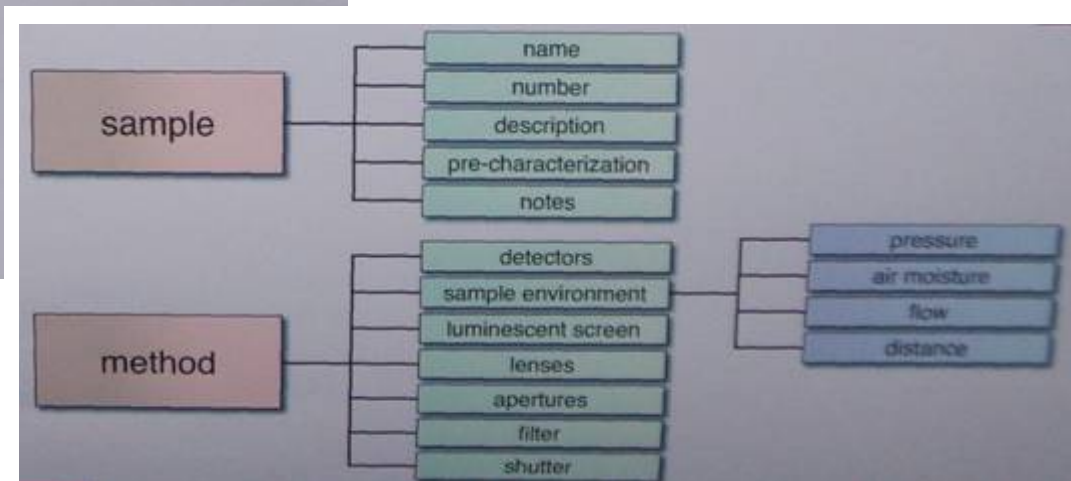 sample
name
number
description
pre-characterization
notes
method
detectors
sample environment
luminescent screen
lenses
apertures
filter
shutter
pressure
air moisture
flow
distance